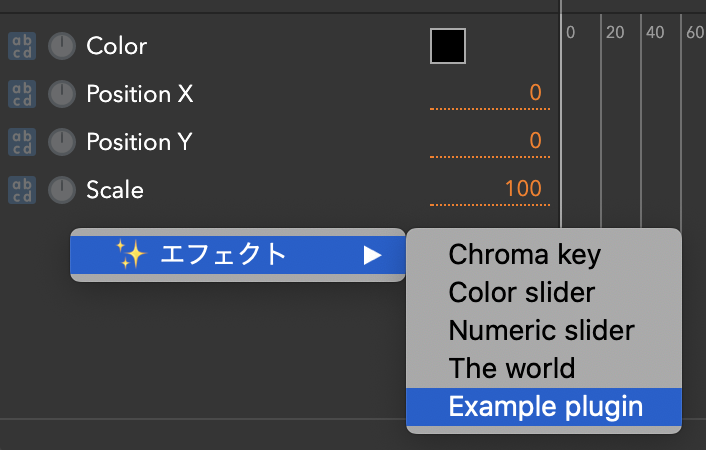 ab
cd
Color
0 20 40 60
ab
cd
Position X 0
ab
cd
Position Y 0
ab
cd
Scale 100
✨ エフェクト ▶
Chroma key
Color slider
Numeric slider
The world
Example plugin